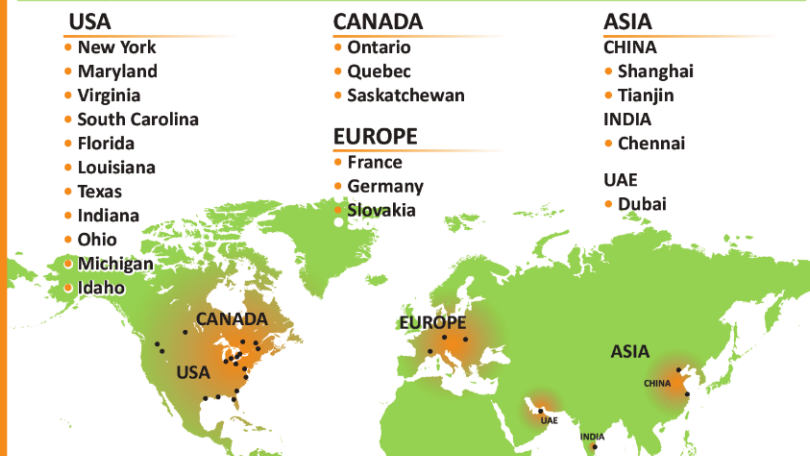 USA
New York
Maryland
Virginia
South Carolina
Florida
Louisiana
Texas
Indiana
Ohio
Michigan
Idaho
CANADA
Ontario
Quebec
Saskatchewan
EUROPE
France
Germany
Slovakia
ASIA
CHINA
Shanghai
Tianjin
INDIA
Chennai
UAE
Dubai
CANADA
USA
EUROPE
ASIA
CHINA
UAE
INDIA